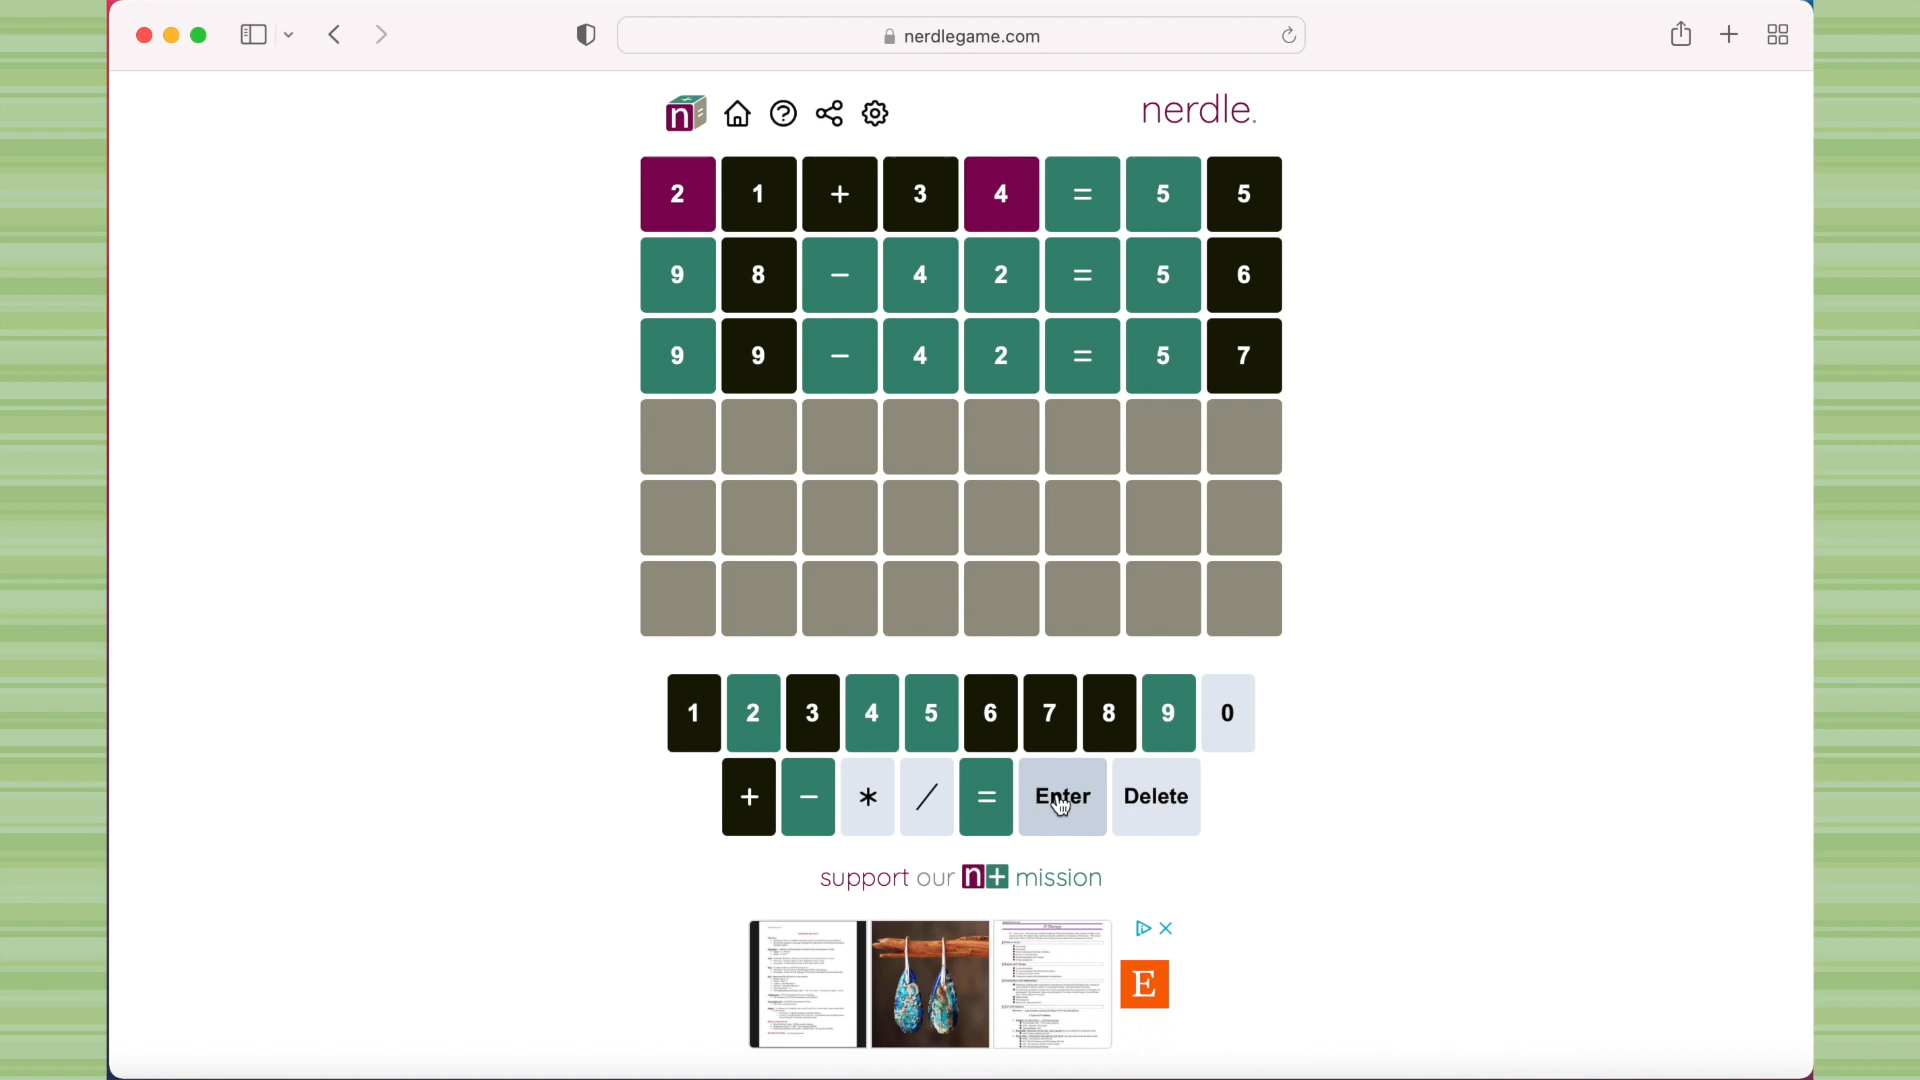 nerdlegame.com
n
nerdle.
2 1 + 3 4 = 5 5
9 8 - 4 2 = 5 6
9 9 - 4 2 = 5 7
1 2 3 4 5 6 7 8 9 0
+ - * / = Enter Delete
support our n+ mission
E